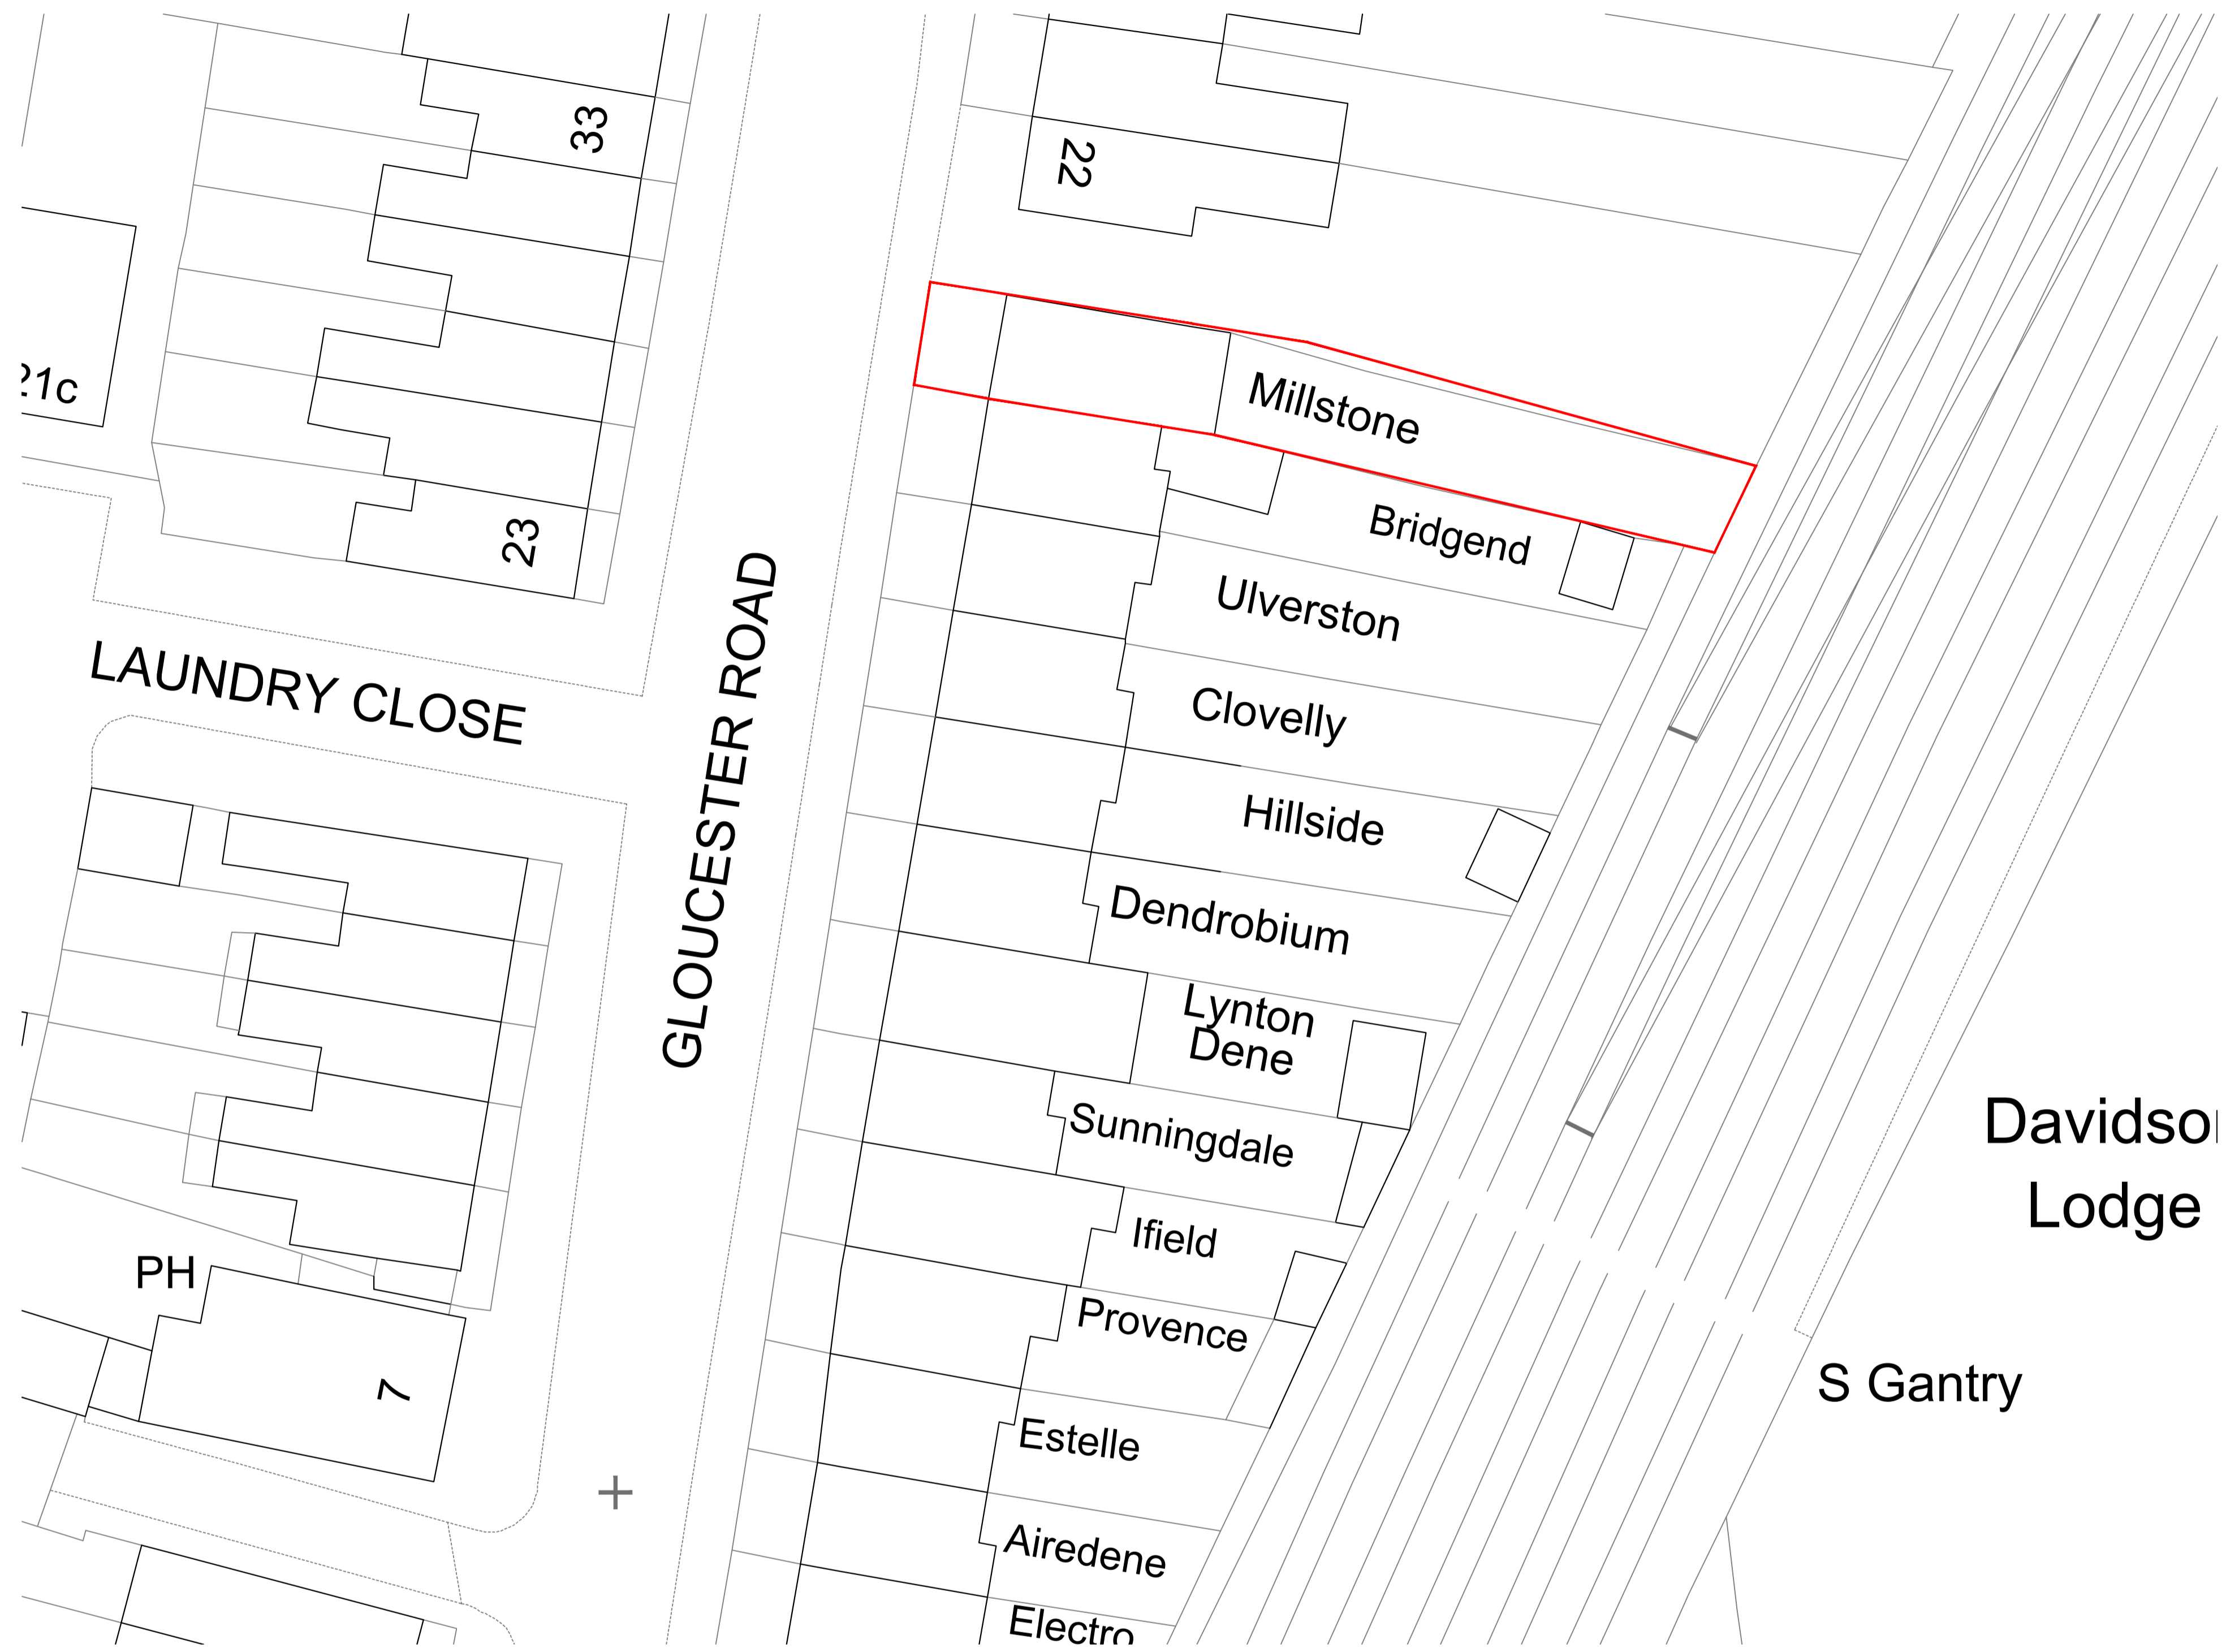 33
22
21c
Millstone
23
Bridgend
Ulverston
LAUNDRY CLOSE
GLOUCESTER ROAD
Clovelly
Hillside
Dendrobium
Lynton
Dene
Sunningdale
Davidso
Lodge
Ifield
PH
Provence
7
S Gantry
Estelle
Airedene
Electro